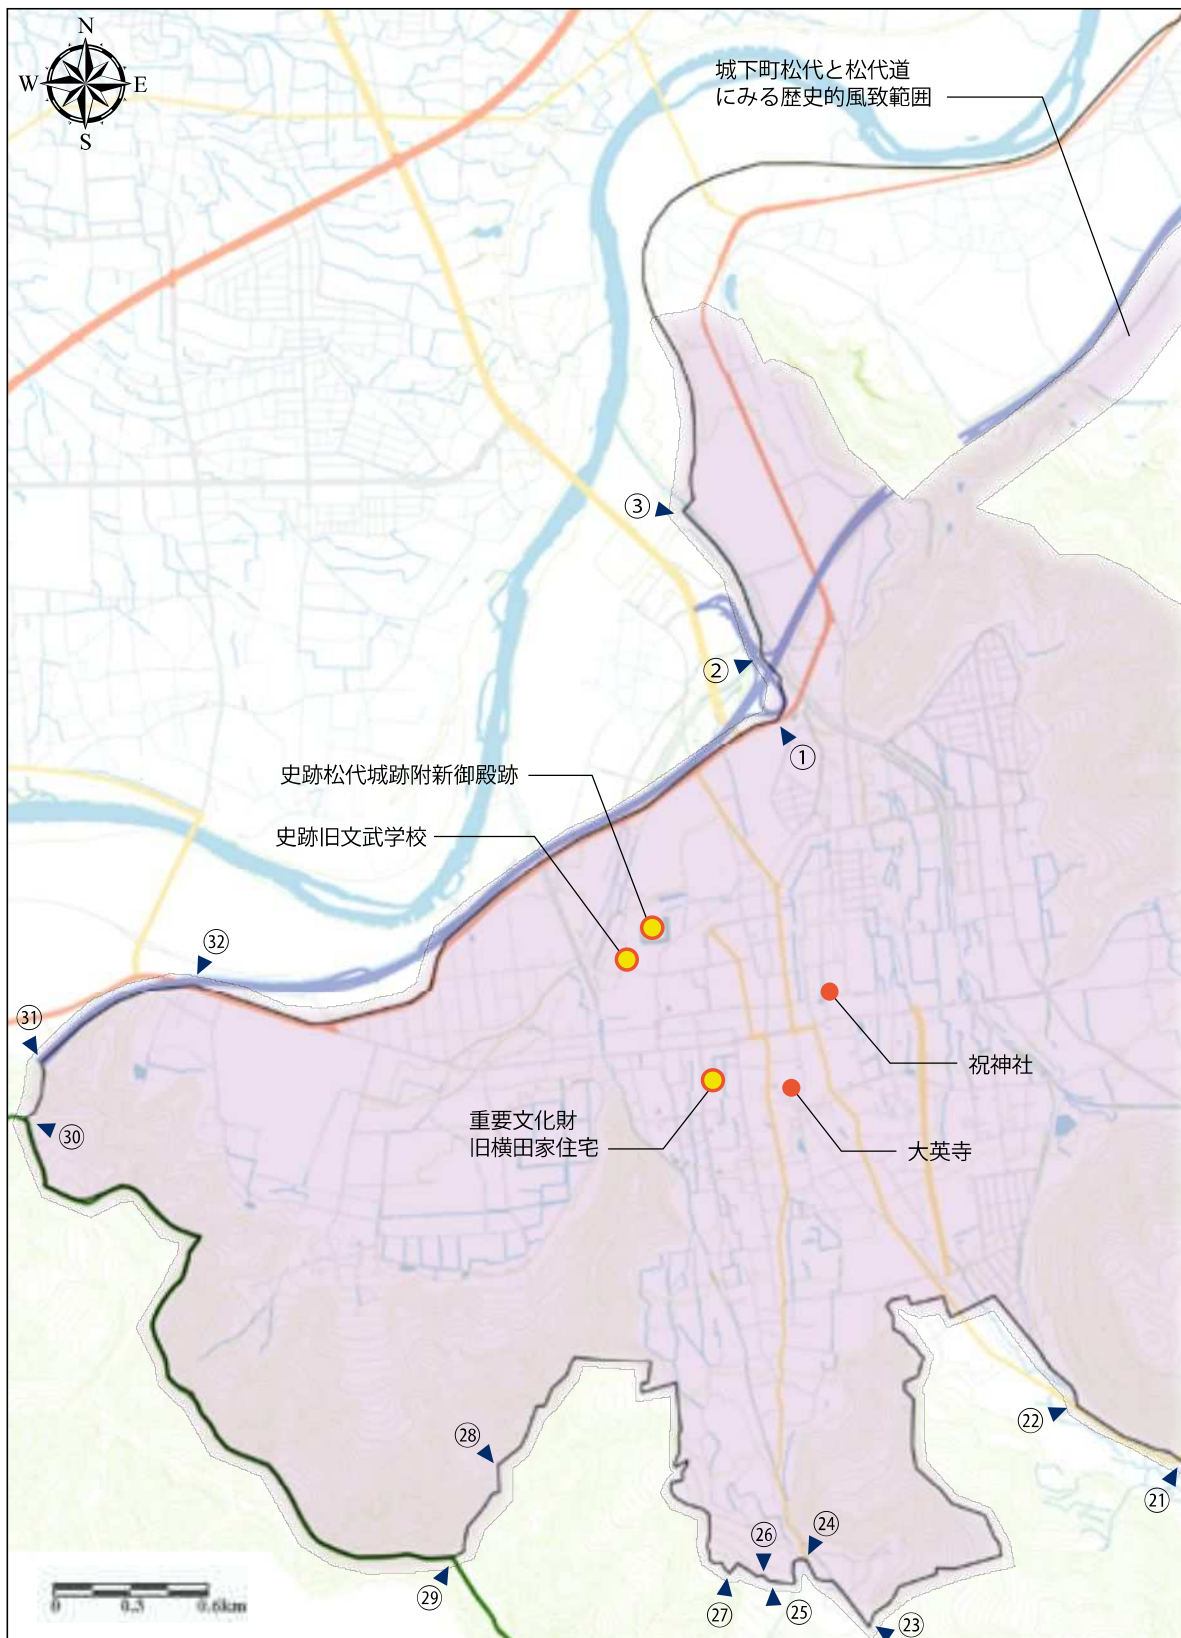 N
W E
S
城下町松代と松代道
にみる歴史的風致範囲
③
②
①
史跡松代城跡附新御殿跡
史跡旧文武学校
㉜
㉛
祝神社
重要文化財
旧横田家住宅
㉚
大英寺
㉒
㉘
㉑
㉔
㉖
㉙
㉗
㉕
㉓
0 0.3 0.6km